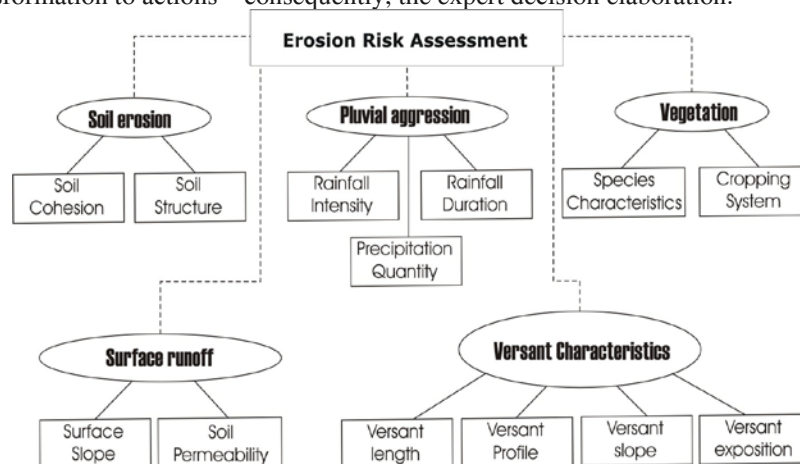 formation to actions – consequently, the expert decision elaboration.
Erosion Risk Assessment
Soil erosion
Pluvial aggression
Vegetation
Soil
Cohesion
Soil
Structure
Rainfall
Intensity
Rainfall
Duration
Species
Characteristics
Cropping
System
Precipitation
Quantity
Surface runoff
Versant Characteristics
Surface
Slope
Soil
Permeability
Versant
length
Versant
Profile
Versant
slope
Versant
exposition